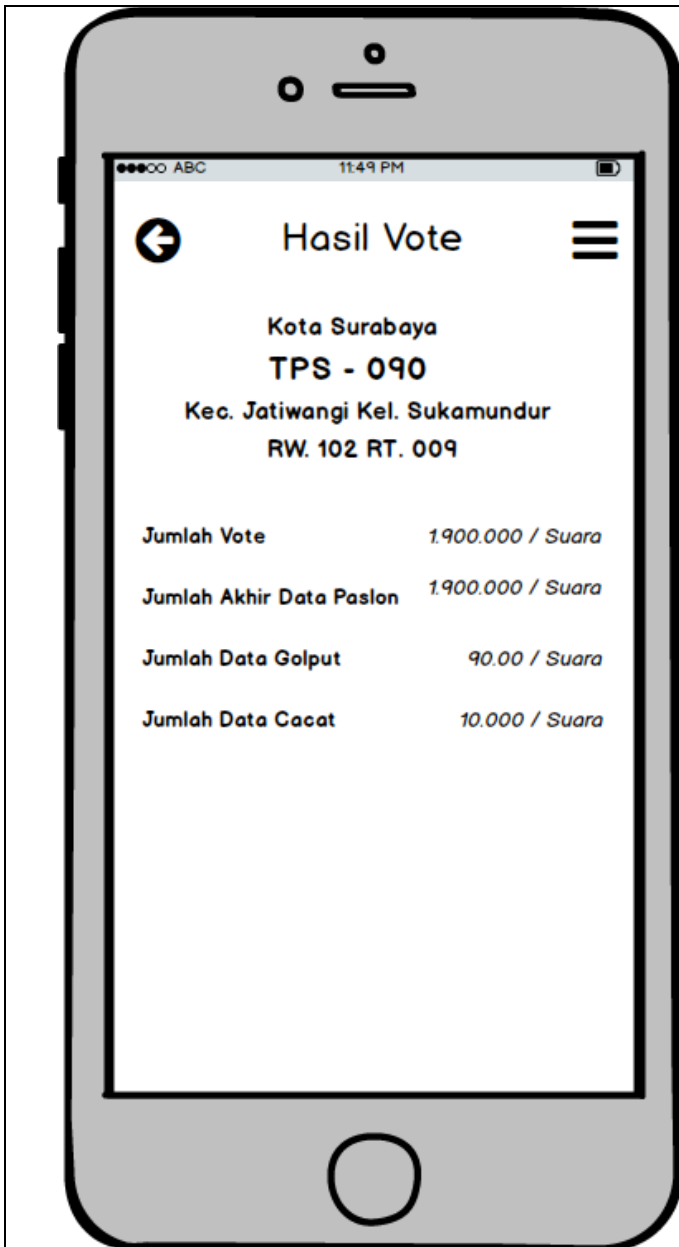 ABC 11:49 PM
Hasil Vote
Kota Surabaya
TPS - 090
Kec. Jatiwangi Kel. Sukamundur
RW. 102 RT. 009
Jumlah Vote 1.900.000 / Suara
Jumlah Akhir Data Paslon 1.900.000 / Suara
Jumlah Data Golput 90.00 / Suara
Jumlah Data Cacat 10.000 / Suara